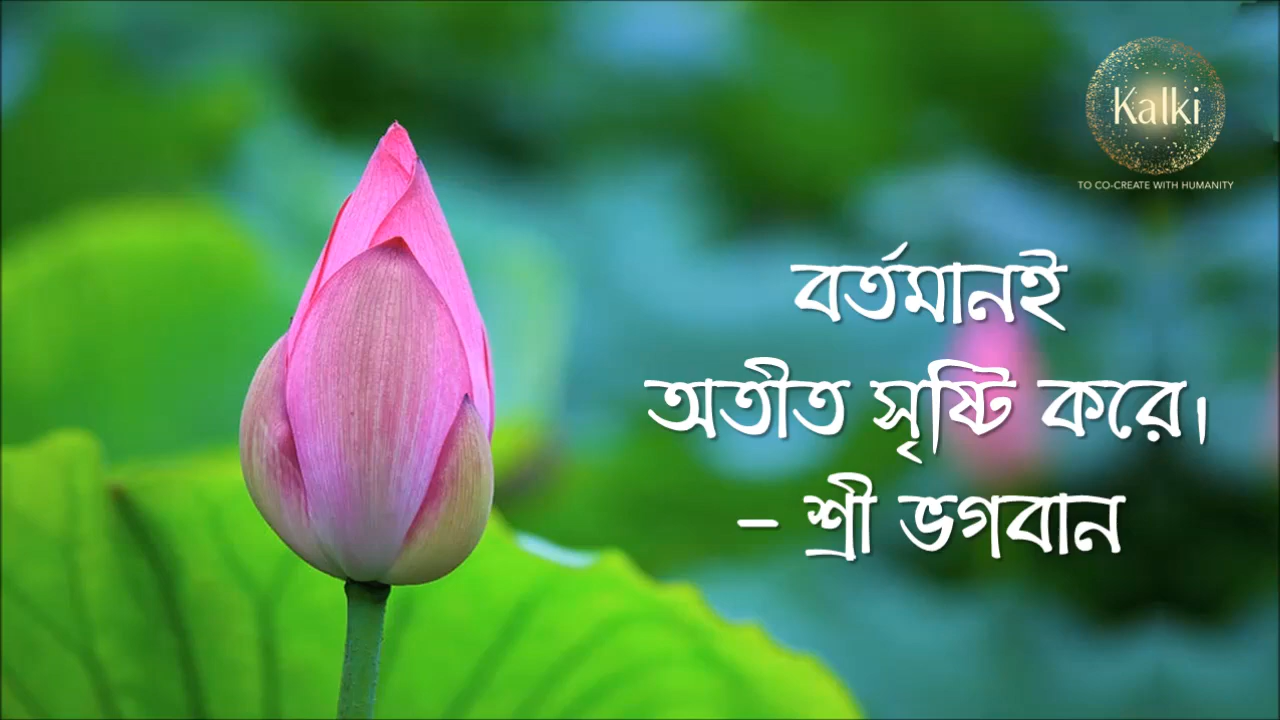 Kalki
TO CO-CREATE WITH HUMANITY
বর্তমানই
অতীত সৃষ্টি করে।
– শ্রী ভগবান